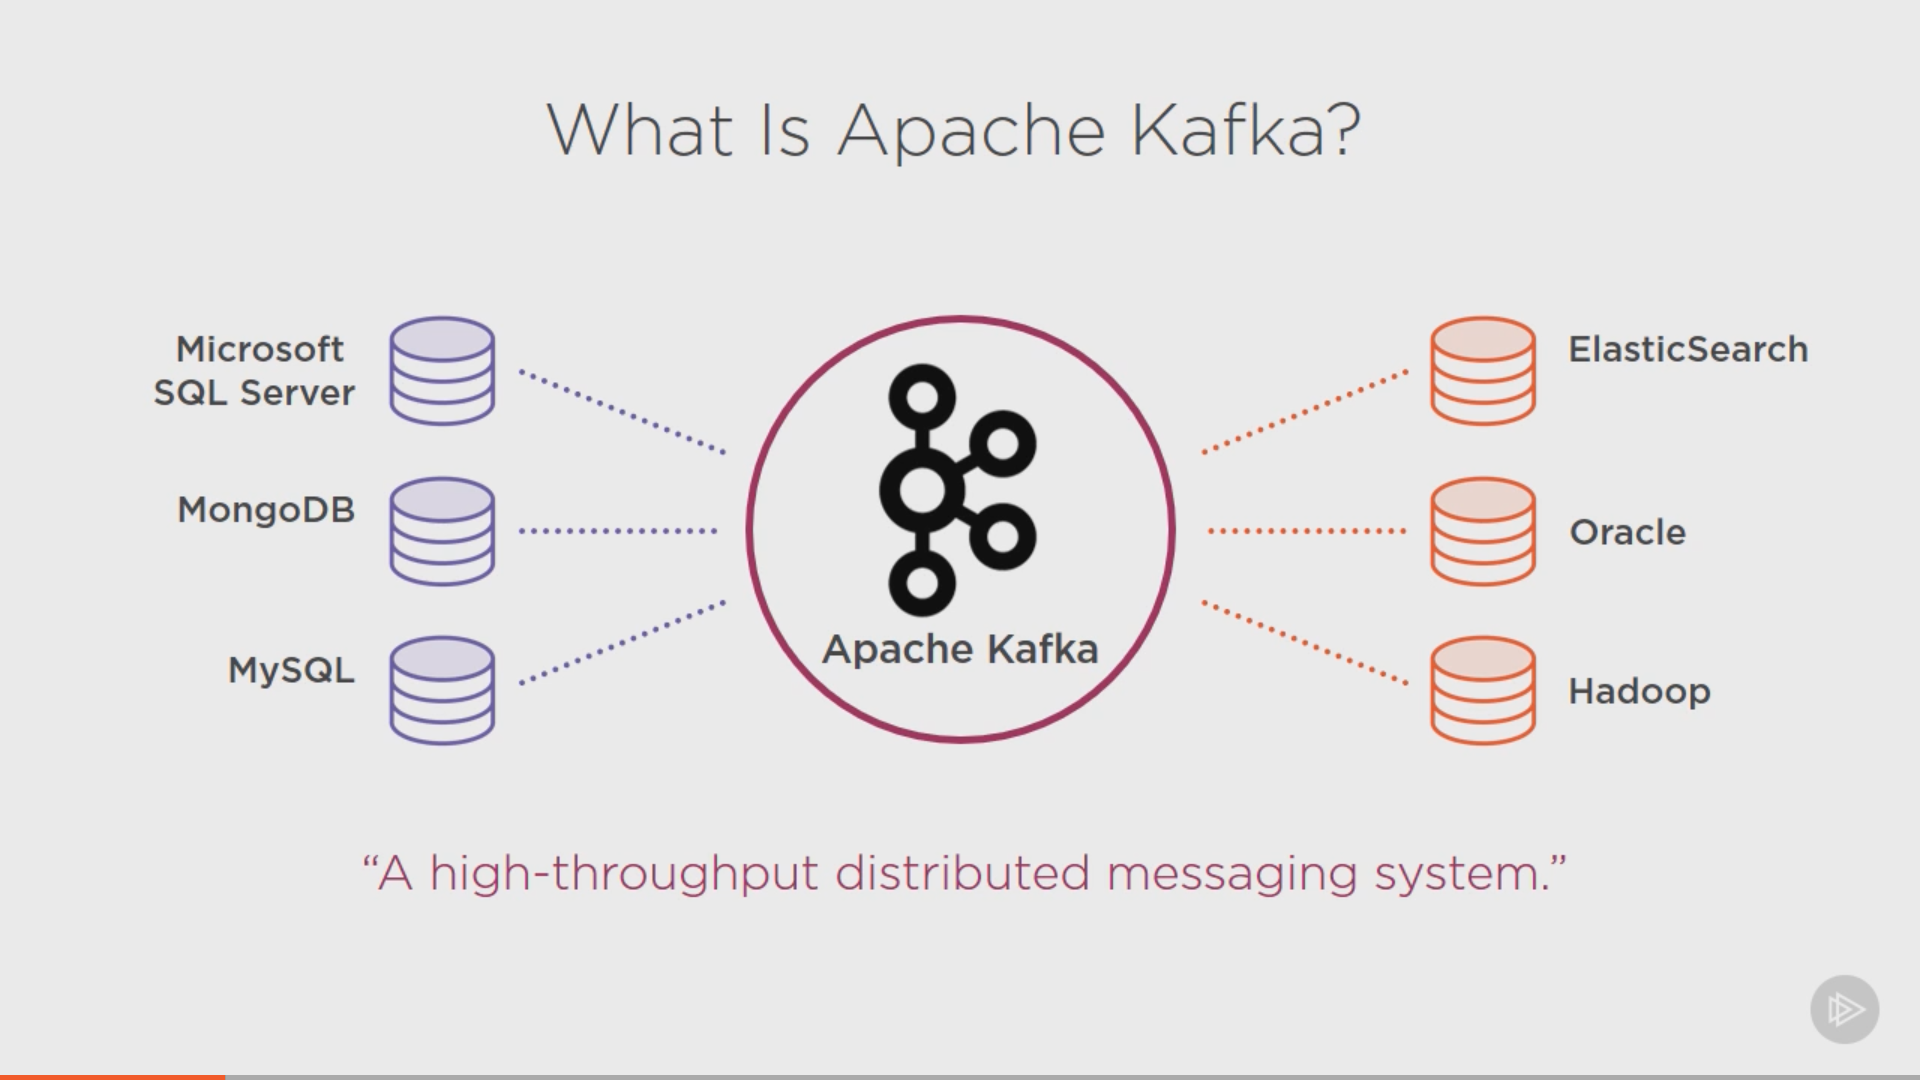 What Is Apache Kafka?
Microsoft
SQL Server
MongoDB
MySQL
Apache Kafka
ElasticSearch
Oracle
Hadoop
“A high-throughput distributed messaging system.”